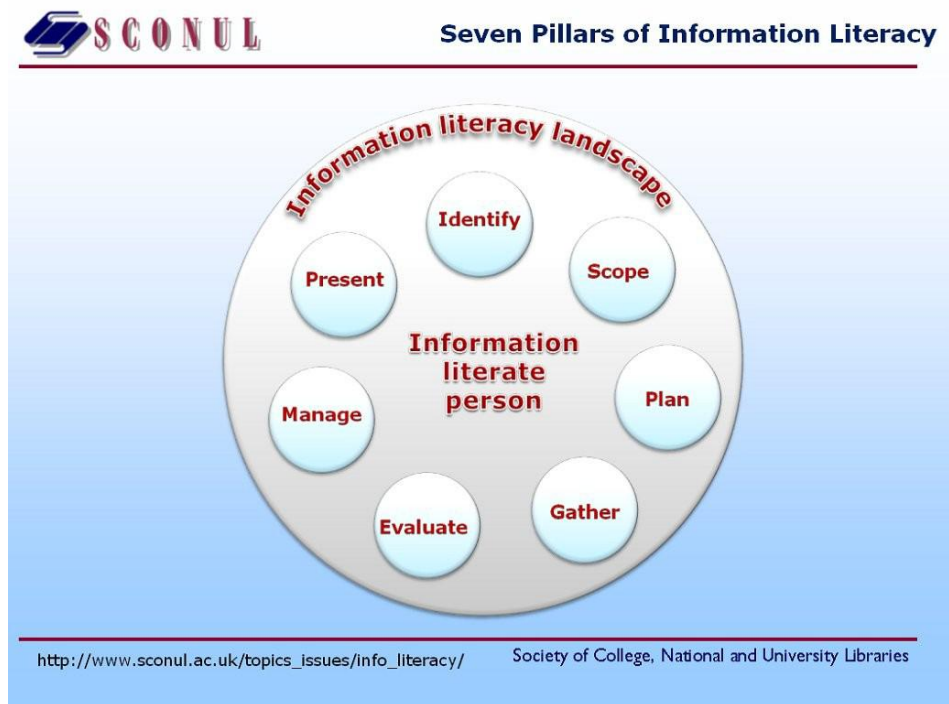 SCONUL
Seven Pillars of Information Literacy
Information literacy landscape
Identify
Scope
Plan
Gather
Evaluate
Manage
Present
Information
literate
person
http://www.sconul.ac.uk/topics_issues/info_literacy/
Society of College, National and University Libraries